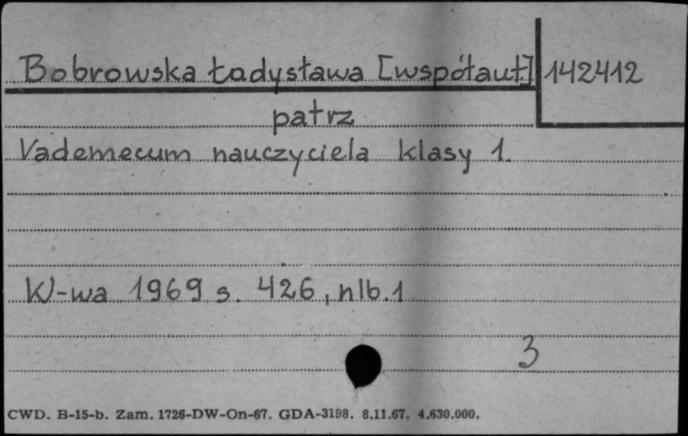 Bobrowska Ładysława [współaut.] 142412
patrz
Vademecum nauczyciela klasy 1.
W-wa 1969 s. 426, nlb. 1
3
CWD. B-15-b. Zam. 1726-DW-On-67. GDA-3198. 8.11.67. 4.630.000.